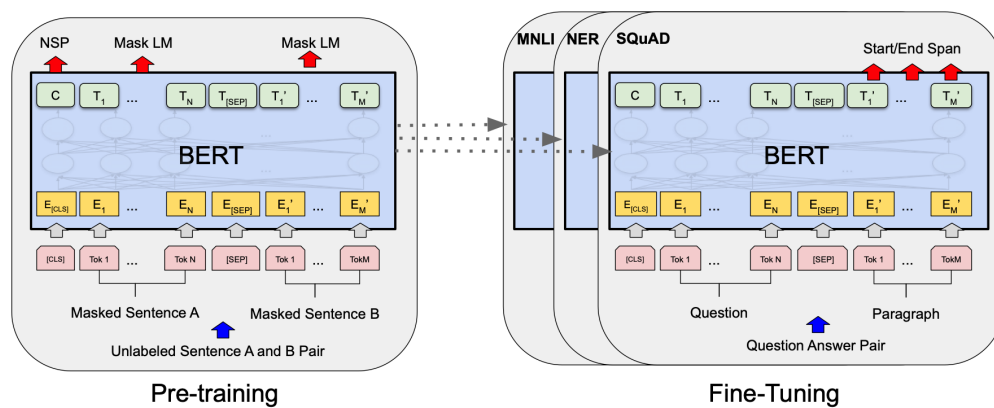 NSP Mask LM Mask LM MNLI NER SQuAD Start/End Span
C T1 ... TN T[SEP] T1' ... TM' C T1 ... TN T[SEP] T1' ... TM'
...
...
BERT BERT
E[CLS] E1 ... EN E[SEP] E1' ... EM' E[CLS] E1 ... EN E[SEP] E1' ... EM'
[CLS] Tok 1 ... Tok N [SEP] Tok 1 ... TokM [CLS] Tok 1 ... Tok N [SEP] Tok 1 ... TokM
Masked Sentence A Masked Sentence B Question Paragraph
Unlabeled Sentence A and B Pair Question Answer Pair
Pre-training Fine-Tuning